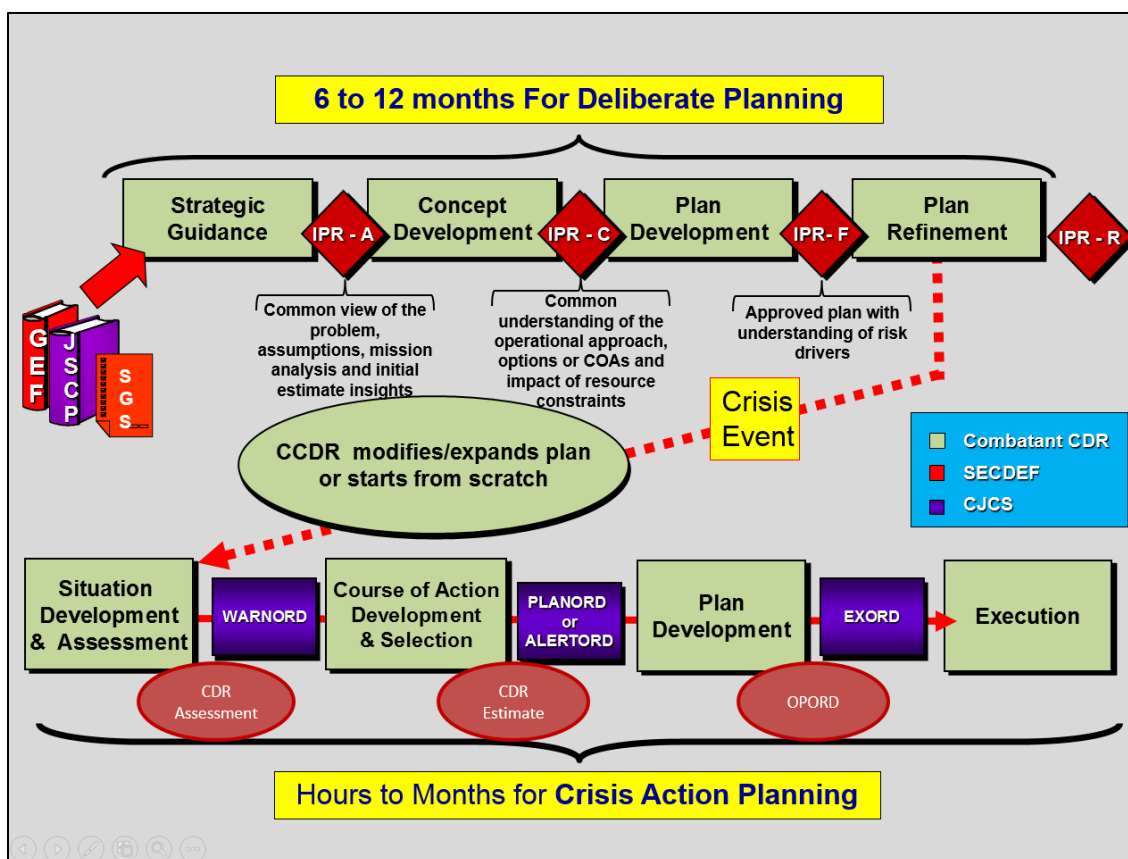 6 to 12 months For Deliberate Planning
Strategic
Guidance
IPR - A
Concept
Development
IPR - C
Plan
Development
IPR- F
Plan
Refinement
IPR - R
GEF
JSCP
SGS
Common view of the
problem,
assumptions, mission
analysis and initial
estimate insights
Common
understanding of the
operational approach,
options or COAs and
impact of resource
constraints
Approved plan with
understanding of risk
drivers
Crisis
Event
CCDR modifies/expands plan
or starts from scratch
Combatant CDR
SECDEF
CJCS
Situation
Development
& Assessment
WARNORD
Course of Action
Development
& Selection
PLANORD
or
ALERTORD
Plan
Development
EXORD
Execution
CDR
Assessment
CDR
Estimate
OPORD
Hours to Months for Crisis Action Planning